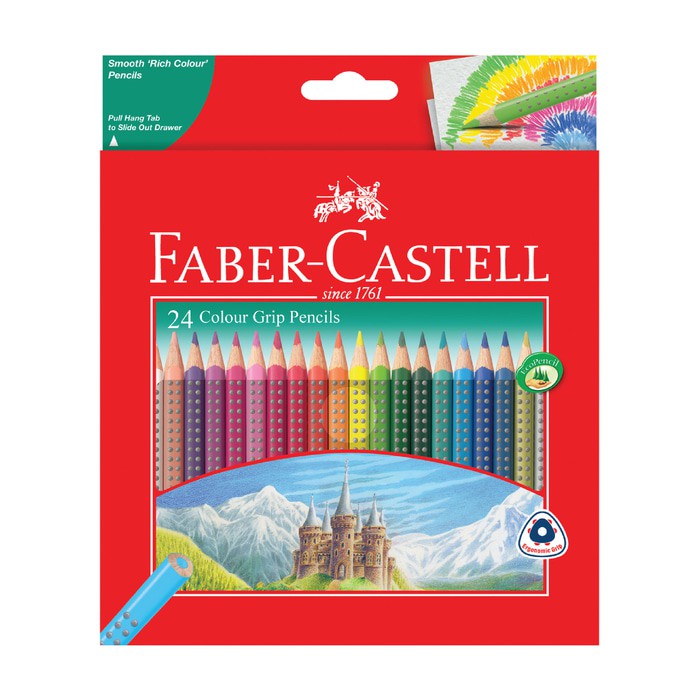 Smooth ‘Rich Colour’
Pencils
Pull Hang Tab
to Slide Out Drawer
FABER-CASTELL
since 1761
24 Colour Grip Pencils
EcoPencil
Ergonomic Grip